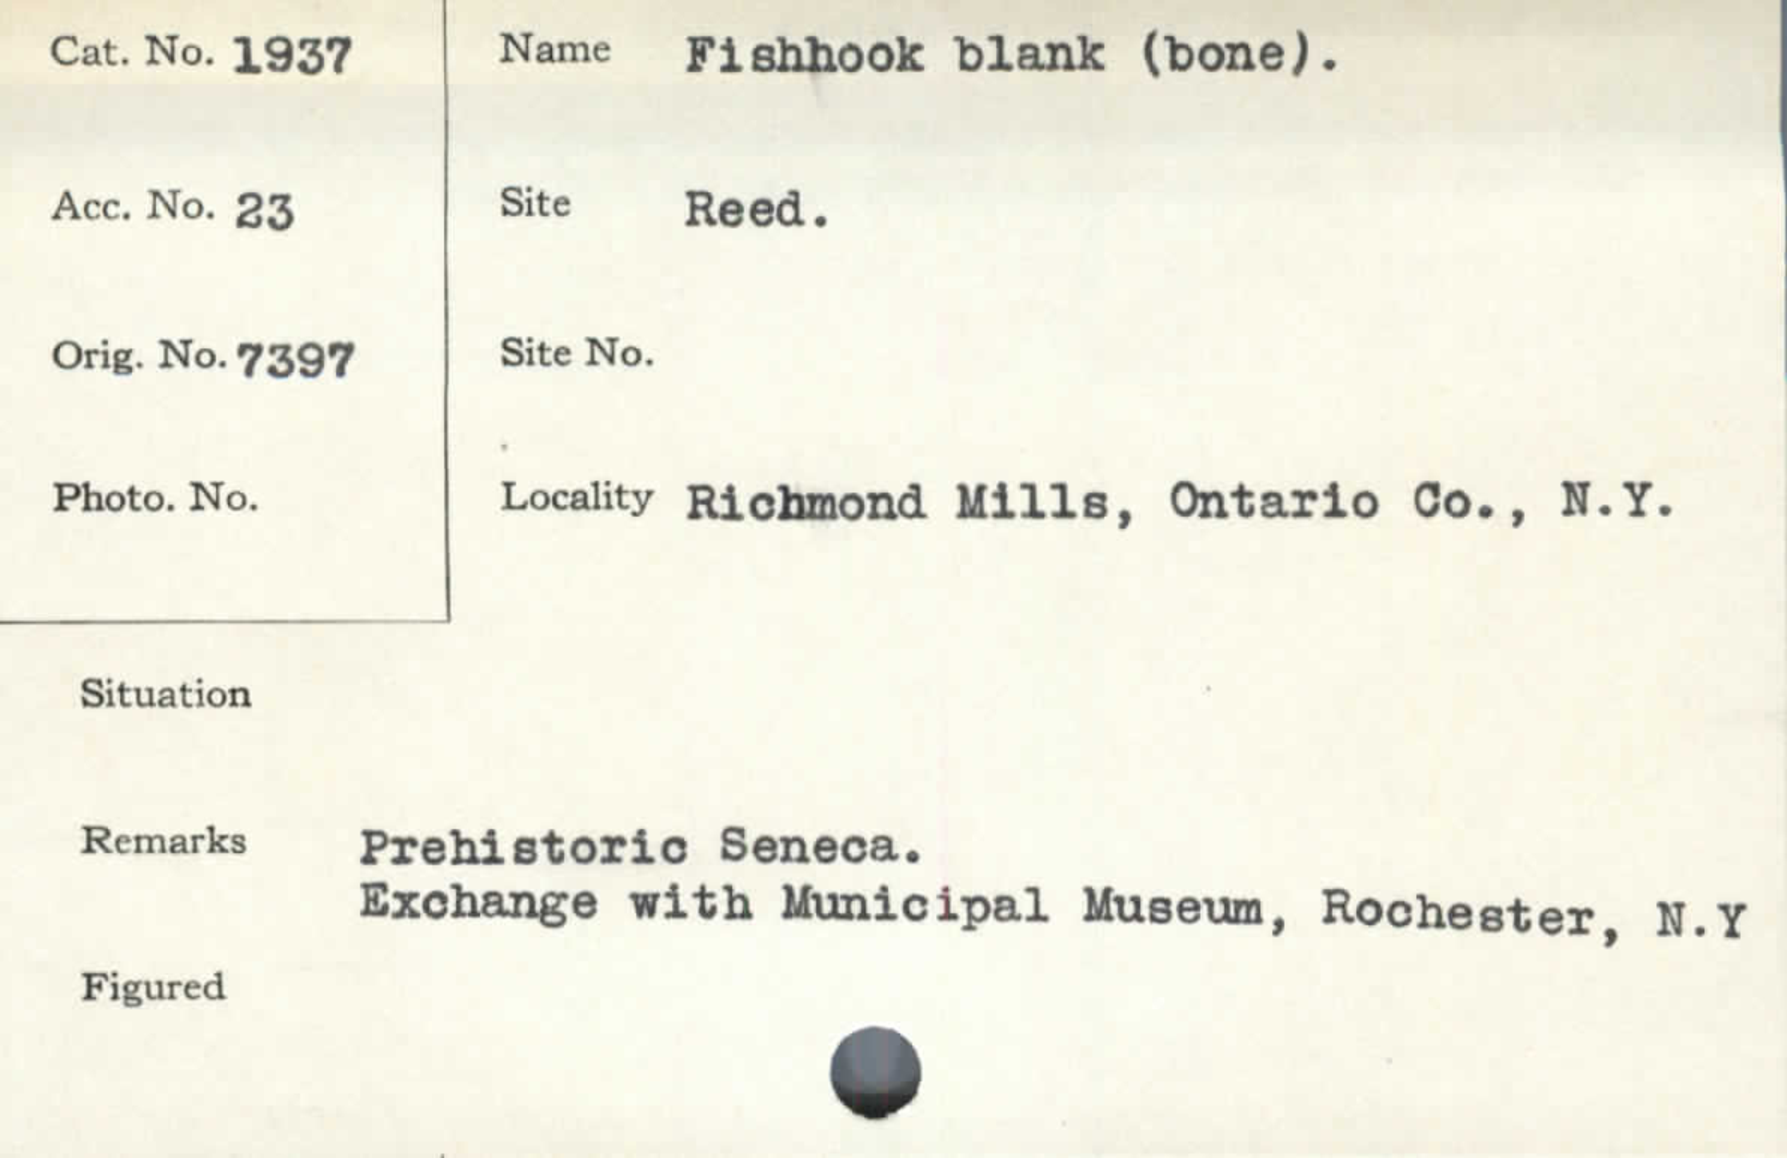 Cat. No. 1937
Name Fishhook blank (bone).
Acc. No. 23
Site Reed.
Orig. No. 7397
Site No.
Photo. No.
Locality Richmond Mills, Ontario Co., N.Y.
Situation
Remarks Prehistoric Seneca.
Exchange with Municipal Museum, Rochester, N.Y
Figured